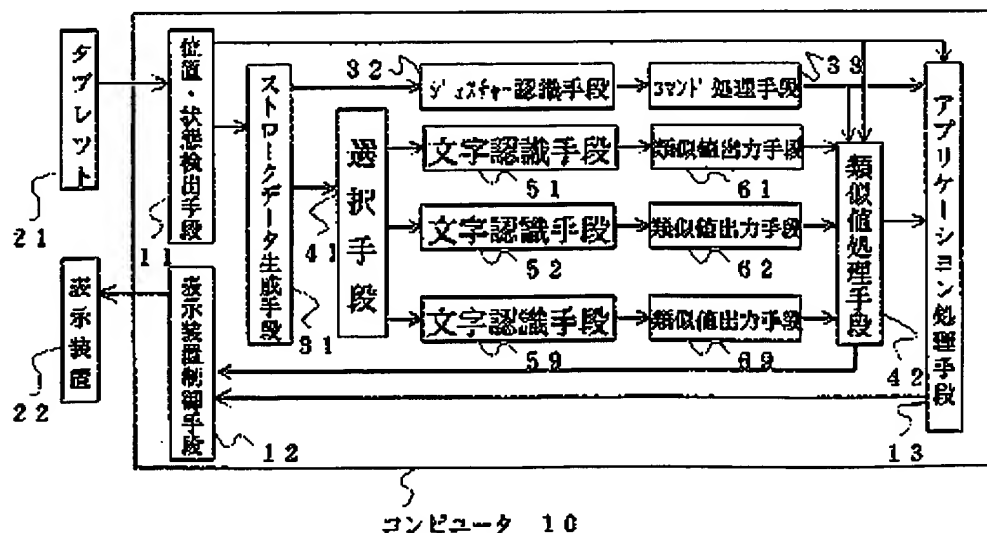 タブレット
21
位置・状態検出手段
11
ストロークデータ生成手段
31
32
ジェスチャー認識手段
コマンド処理手段
33
選択手段
41
文字認識手段
51
類似値出力手段
61
文字認識手段
52
類似値出力手段
62
文字認識手段
59
類似値出力手段
69
類似値処理手段
42
アプリケーション処理手段
13
表示装置
22
表示装置制御手段
12
コンピュータ 10